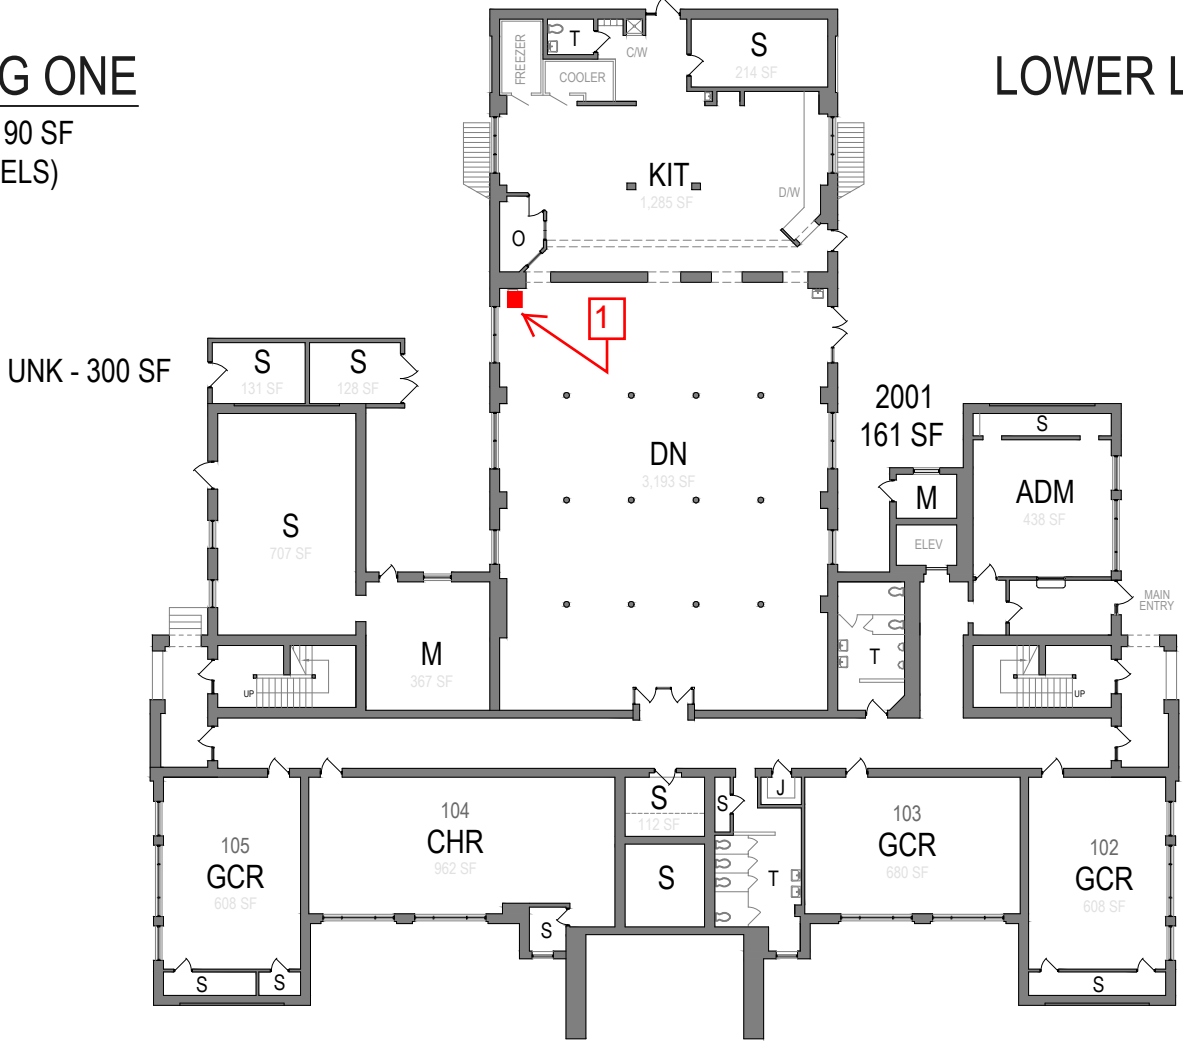 G ONE
90 SF
ELS)
LOWER L
FREEZER
T
C/W
COOLER
S
214 SF
KIT
1,285 SF
D/W
O
1
UNK - 300 SF
S
131 SF
S
128 SF
2001
161 SF
S
DN
3,193 SF
M
ADM
438 SF
S
707 SF
ELEV
MAIN
ENTRY
M
367 SF
T
UP
UP
104
CHR
962 SF
S
112 SF
S
J
103
GCR
680 SF
105
GCR
608 SF
102
GCR
608 SF
S
T
S
S
S
S